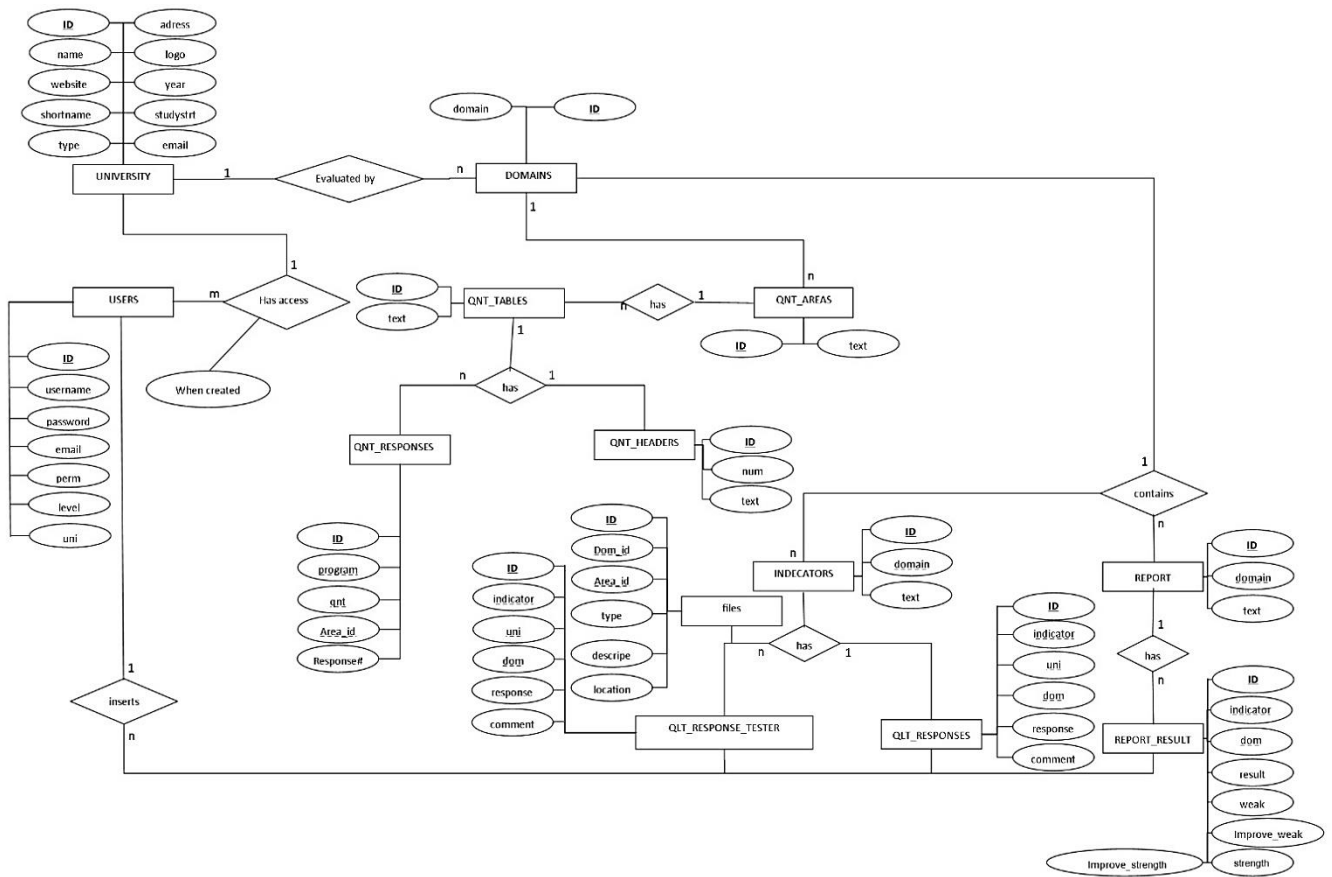 ID
adress
name
logo
website
year
shortname
studystrt
type
email
UNIVERSITY
1
Evaluated by
n
domain
ID
DOMAINS
1
1
Has access
m
USERS
When created
ID
username
password
email
perm
level
uni
ID
text
QNT_TABLES
n
has
1
n
QNT_AREAS
ID
text
1
n
has
1
QNT_RESPONSES
QNT_HEADERS
ID
num
text
ID
program
qnt
Area_id
Response#
1
contains
n
n
INDECATORS
ID
domain
text
REPORT
ID
domain
text
ID
indicator
uni
dom
response
comment
ID
Dom_id
Area_id
type
descripe
location
files
n
has
1
QLT_RESPONSE_TESTER
QLT_RESPONSES
ID
indicator
uni
dom
response
comment
1
has
n
REPORT_RESULT
ID
indicator
dom
result
weak
Improve_weak
strength
Improve_strength
1
inserts
n